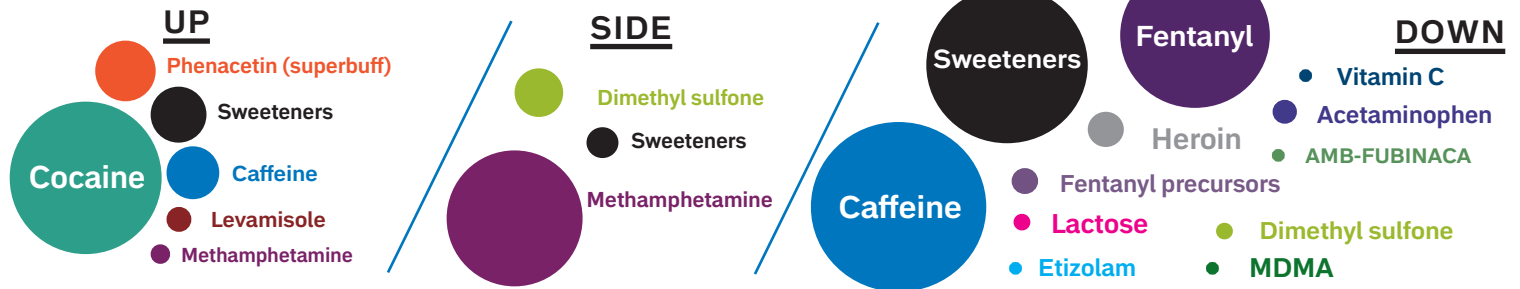 UP
Phenacetin (superbuff)
Sweeteners
Cocaine
Caffeine
Levamisole
Methamphetamine
SIDE
Dimethyl sulfone
Sweeteners
Methamphetamine
DOWN
Fentanyl
Sweeteners
Vitamin C
Acetaminophen
Heroin
AMB-FUBINACA
Fentanyl precursors
Caffeine
Lactose
Dimethyl sulfone
Etizolam
MDMA